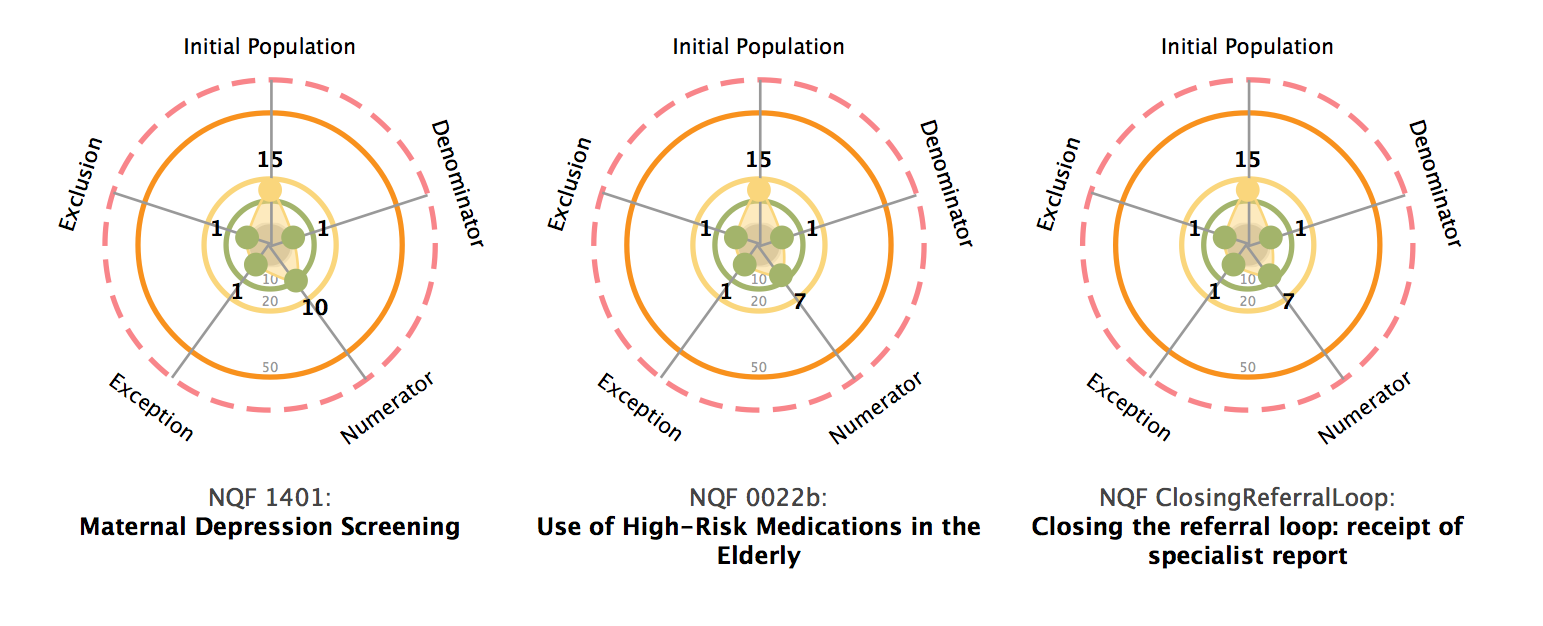 Initial Population
Exclusion
Denominator
15
1
1
10
20
1
10
50
Exception
Numerator
NQF 1401:
Maternal Depression Screening
Initial Population
Exclusion
Denominator
15
1
1
10
20
1
7
50
Exception
Numerator
NQF 0022b:
Use of High-Risk Medications in the
Elderly
Initial Population
Exclusion
Denominator
15
1
1
10
20
1
7
50
Exception
Numerator
NQF ClosingReferralLoop:
Closing the referral loop: receipt of
specialist report